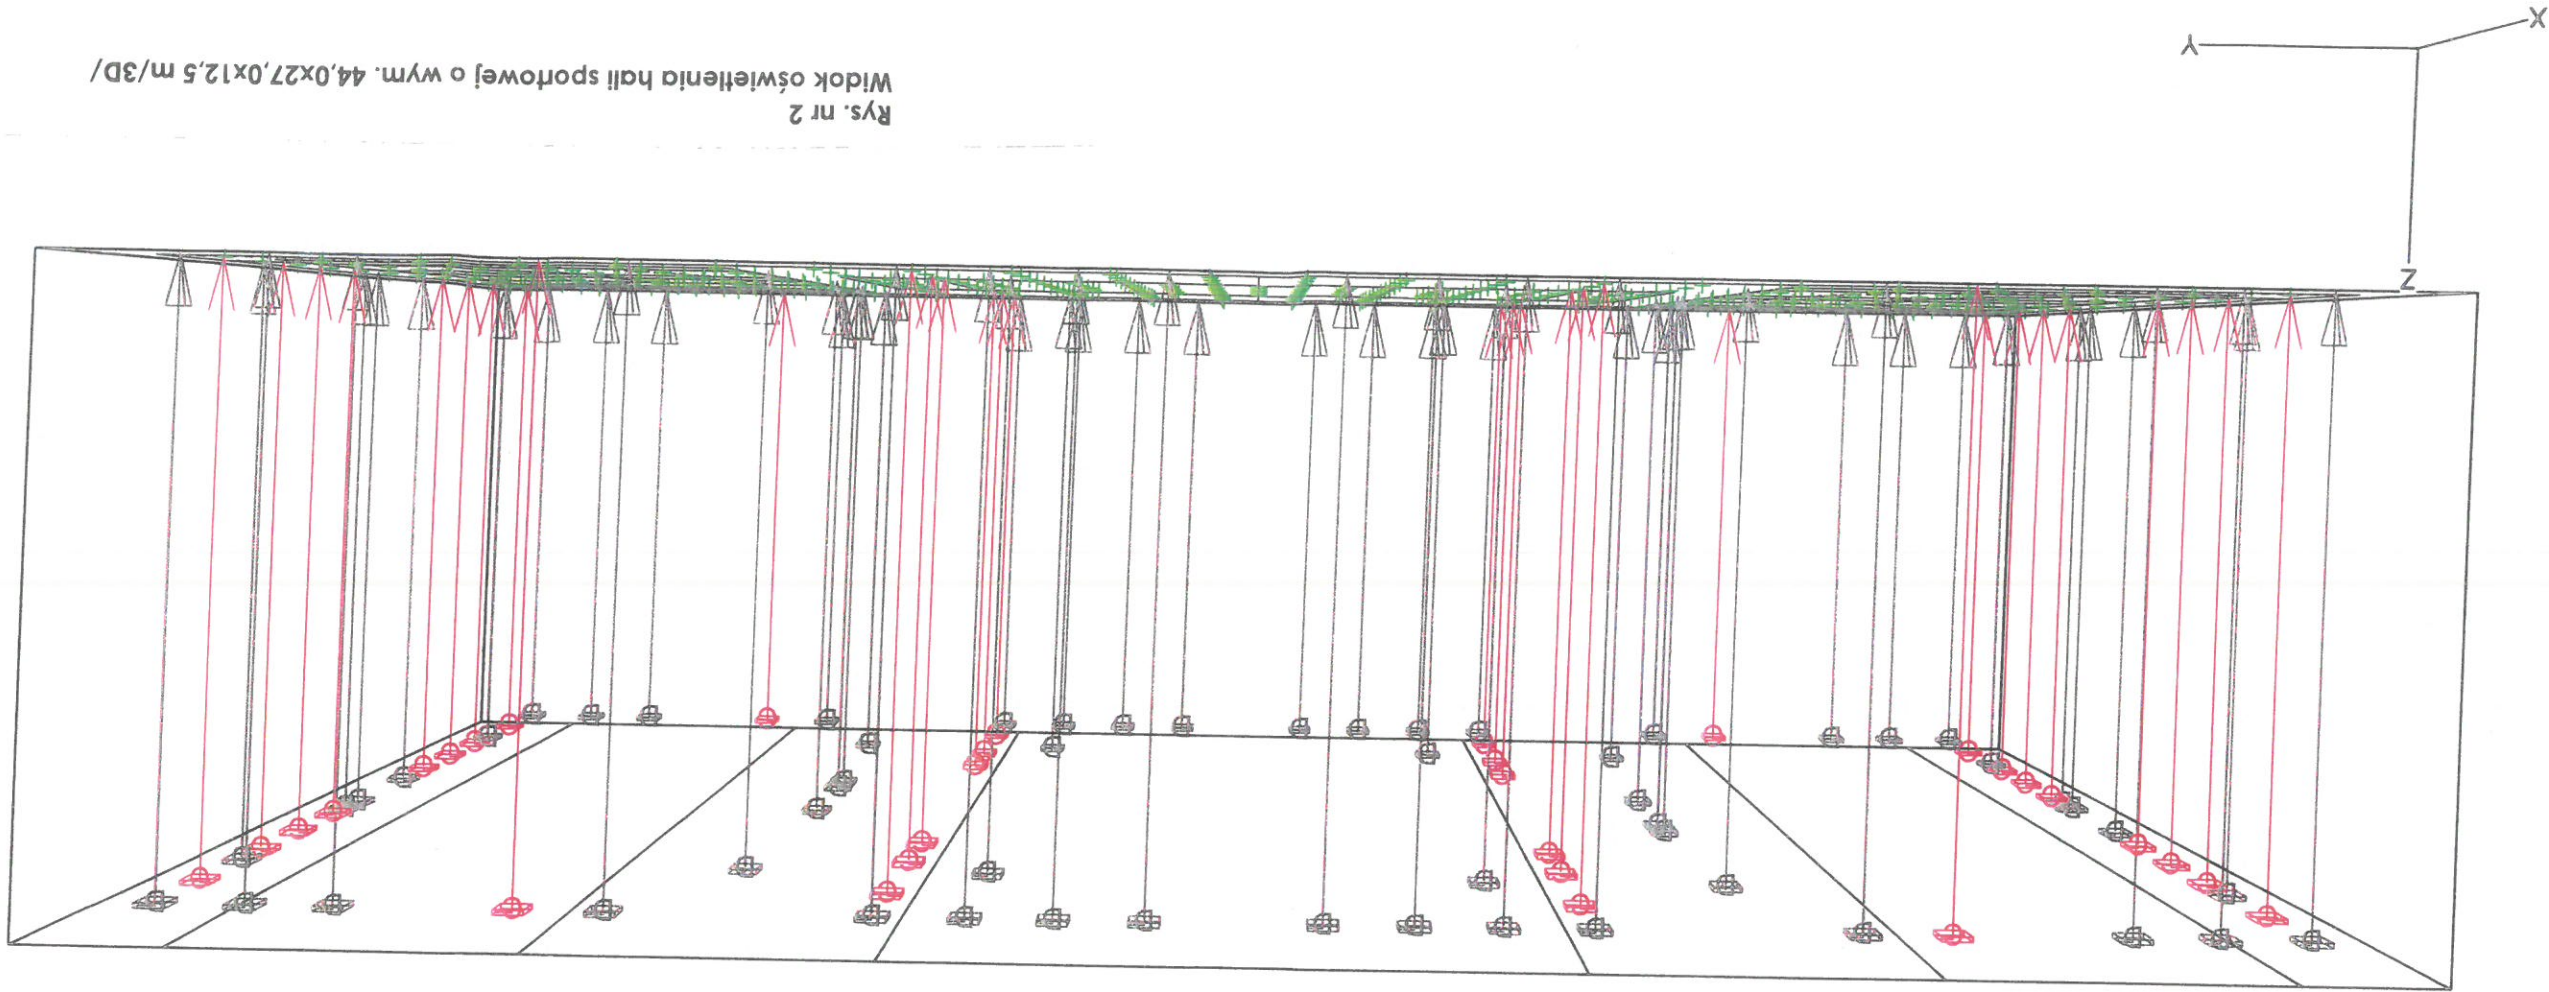 Rys. nr 2
Widok oświetlenia hali sportowej o wym. 44,0x27,0x12,5 m/3D/
Z
Y
X